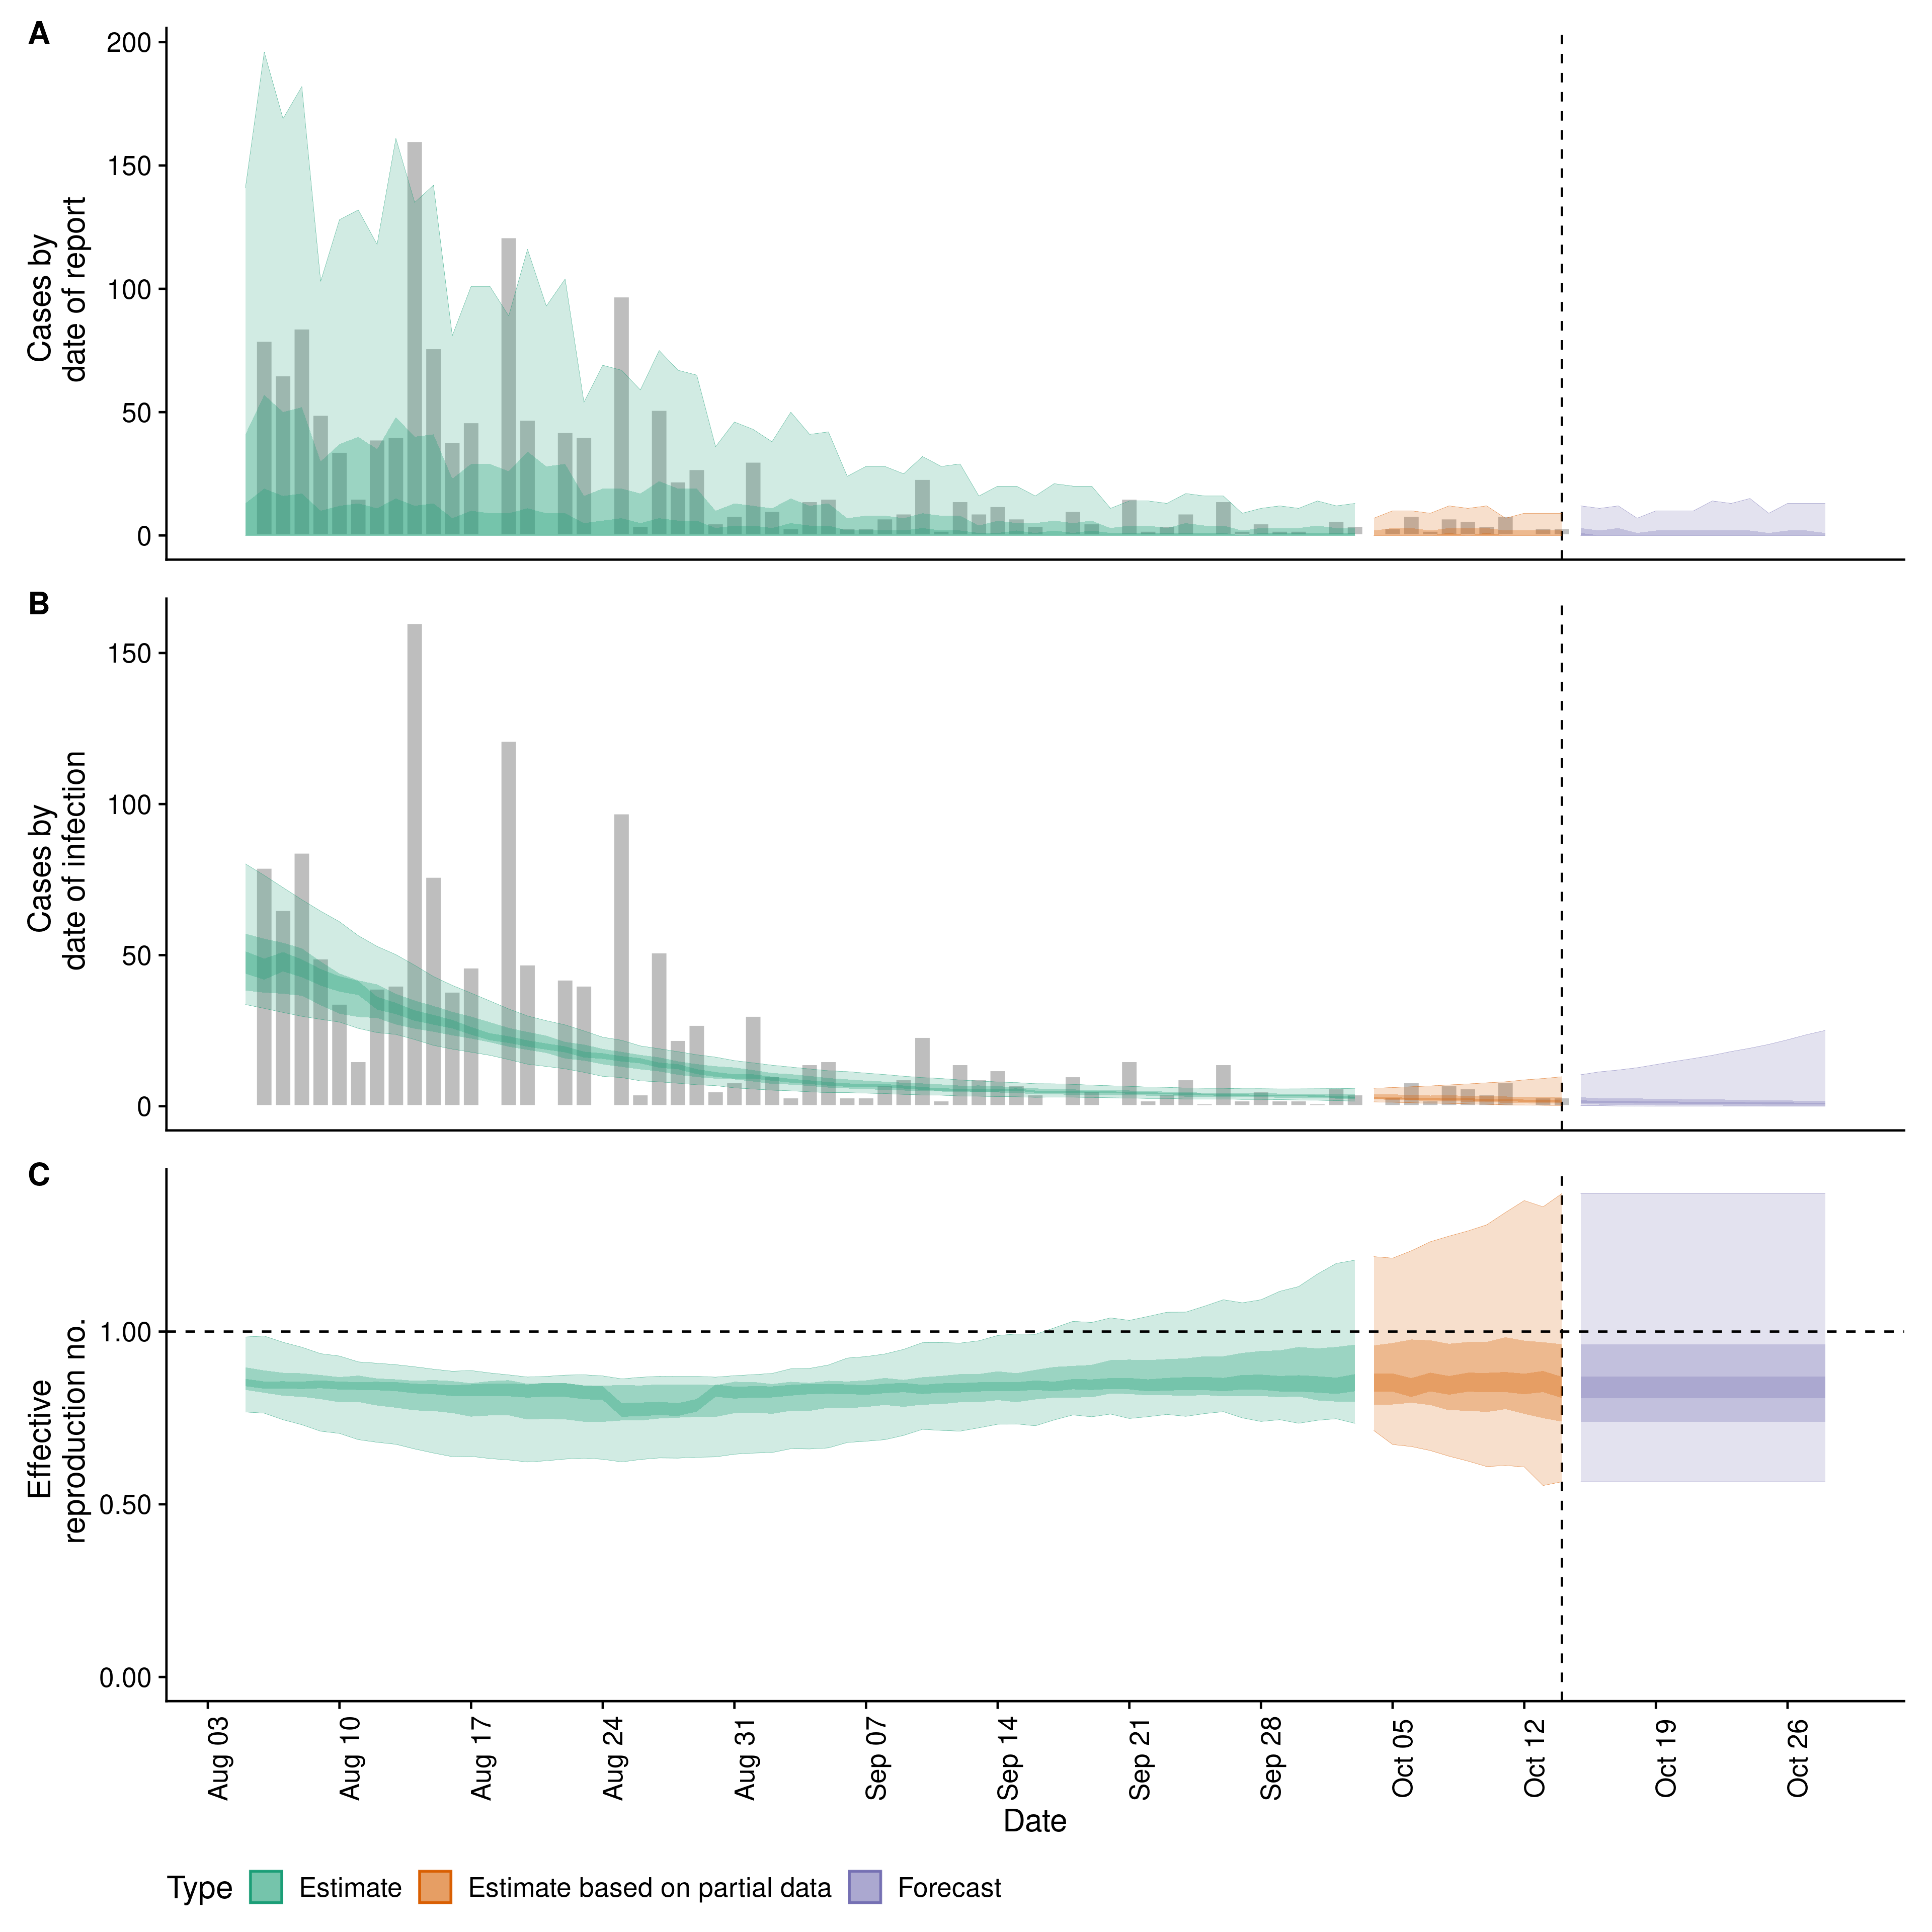 A
200
150
100
50
0
Cases by
date of report
B
150
100
50
0
Cases by
date of infection
C
1.00
0.50
0.00
Effective
reproduction no.
Aug 03
Aug 10
Aug 17
Aug 24
Aug 31
Sep 07
Sep 14
Sep 21
Sep 28
Oct 05
Oct 12
Oct 19
Oct 26
Date
Type Estimate Estimate based on partial data Forecast